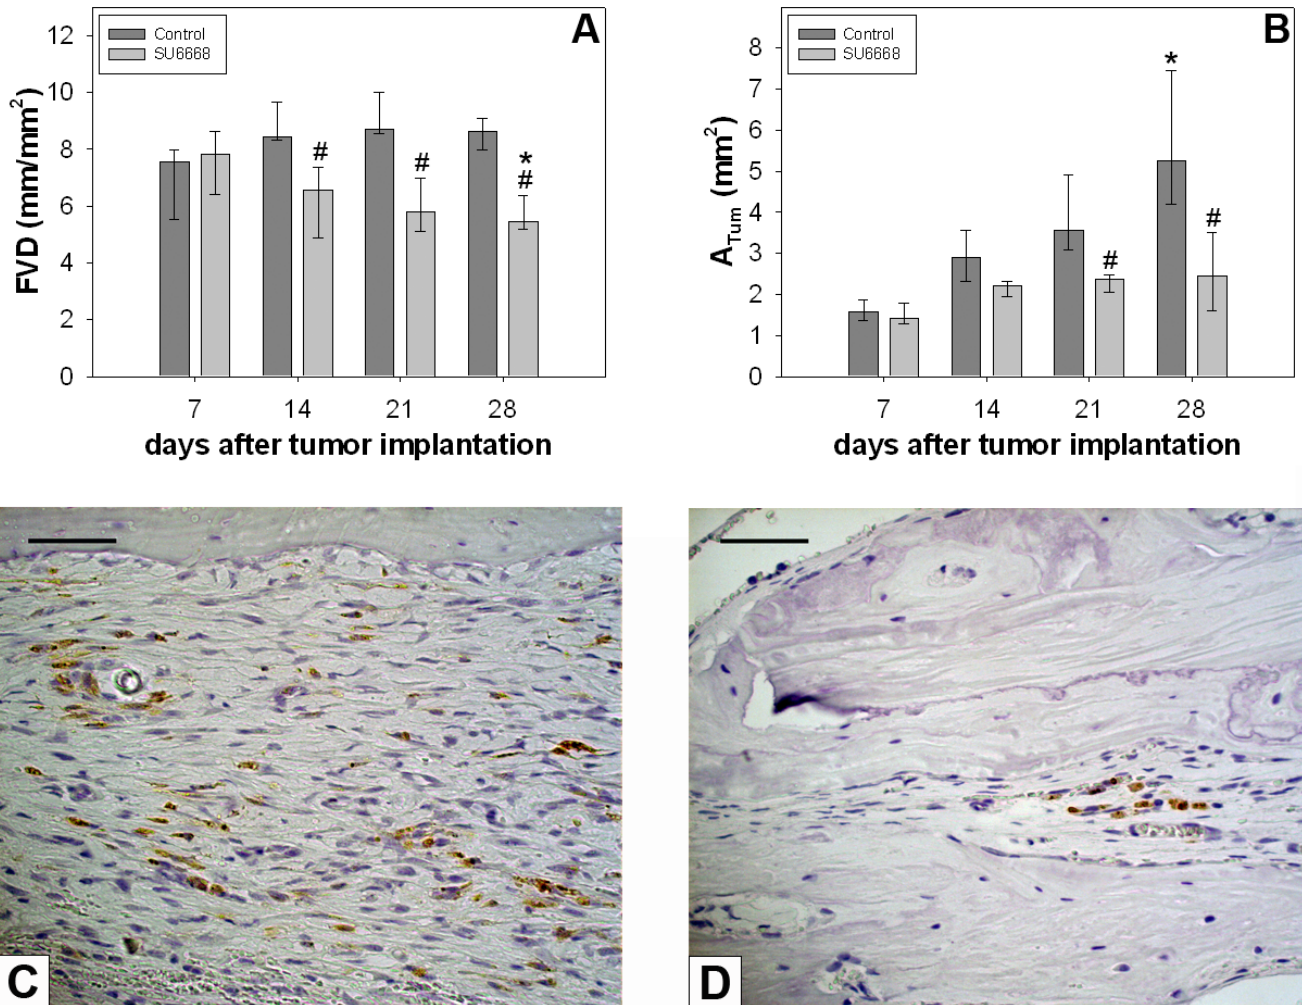 A
Control
SU6668
FVD (mm/mm²)
12
10
8
6
4
2
0
#
#
*
#
7 14 21 28
days after tumor implantation
B
Control
SU6668
A_Tum (mm²)
8
7
6
5
4
3
2
1
0
*
#
#
7 14 21 28
days after tumor implantation
C
D